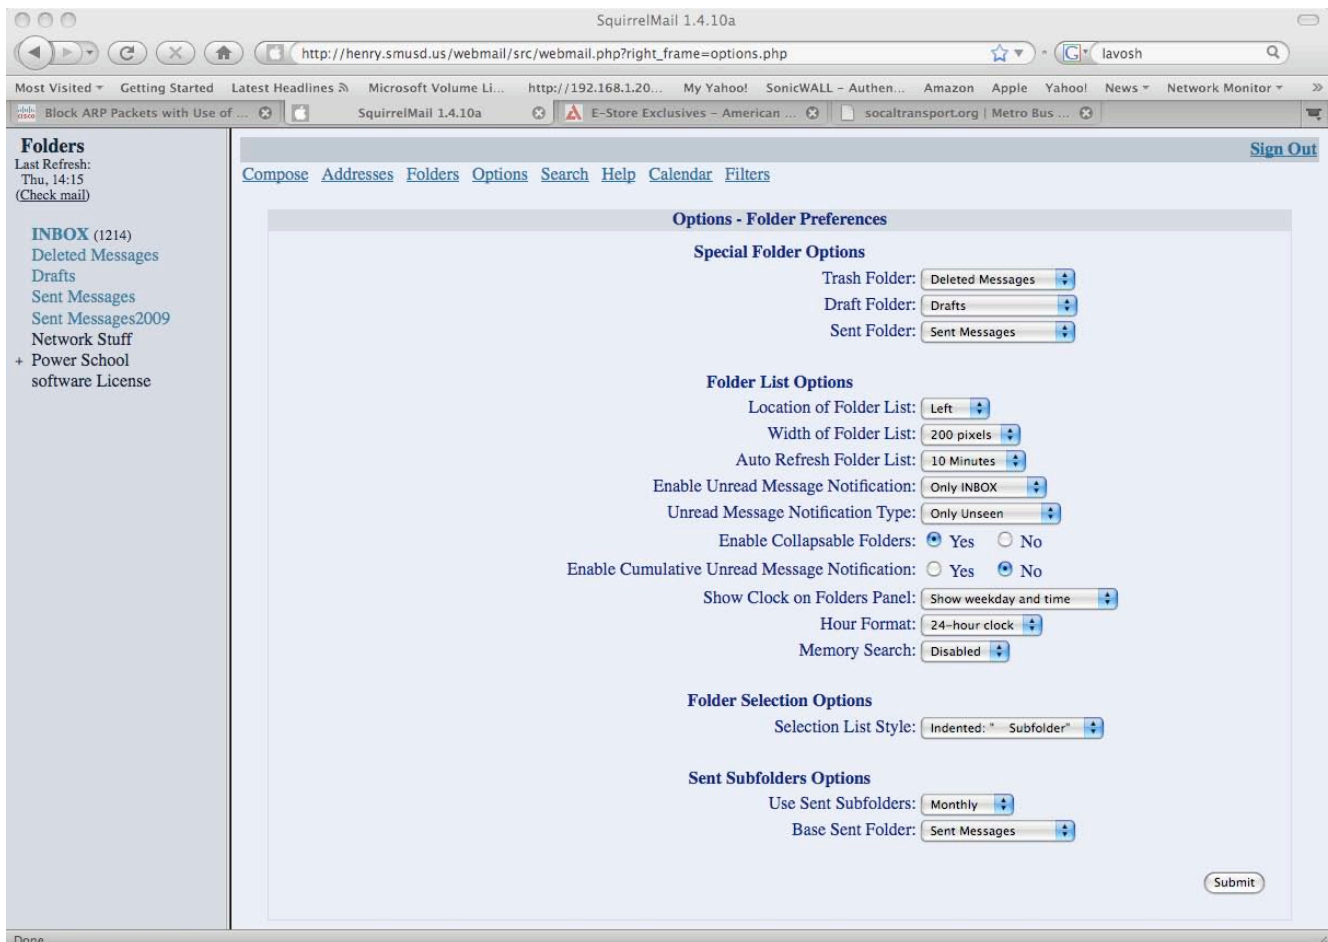 SquirrelMail 1.4.10a
http://henry.smusd.us/webmail/src/webmail.php?right_frame=options.php
lavosh
Most Visited Getting Started Latest Headlines Microsoft Volume Li... http://192.168.1.20... My Yahoo! SonicWALL - Authen... Amazon Apple Yahoo! News Network Monitor »
Block ARP Packets with Use of ... SquirrelMail 1.4.10a E-Store Exclusives - American ... socaltransport.org | Metro Bus ...
Folders
Last Refresh:
Thu, 14:15
(Check mail)
INBOX (1214)
Deleted Messages
Drafts
Sent Messages
Sent Messages2009
Network Stuff
+ Power School
software License
Sign Out
Compose Addresses Folders Options Search Help Calendar Filters
Options - Folder Preferences
Special Folder Options
Trash Folder: Deleted Messages
Draft Folder: Drafts
Sent Folder: Sent Messages
Folder List Options
Location of Folder List: Left
Width of Folder List: 200 pixels
Auto Refresh Folder List: 10 Minutes
Enable Unread Message Notification: Only INBOX
Unread Message Notification Type: Only Unseen
Enable Collapsable Folders: Yes No
Enable Cumulative Unread Message Notification: Yes No
Show Clock on Folders Panel: Show weekday and time
Hour Format: 24-hour clock
Memory Search: Disabled
Folder Selection Options
Selection List Style: Indented: "    Subfolder"
Sent Subfolders Options
Use Sent Subfolders: Monthly
Base Sent Folder: Sent Messages
Submit
Done